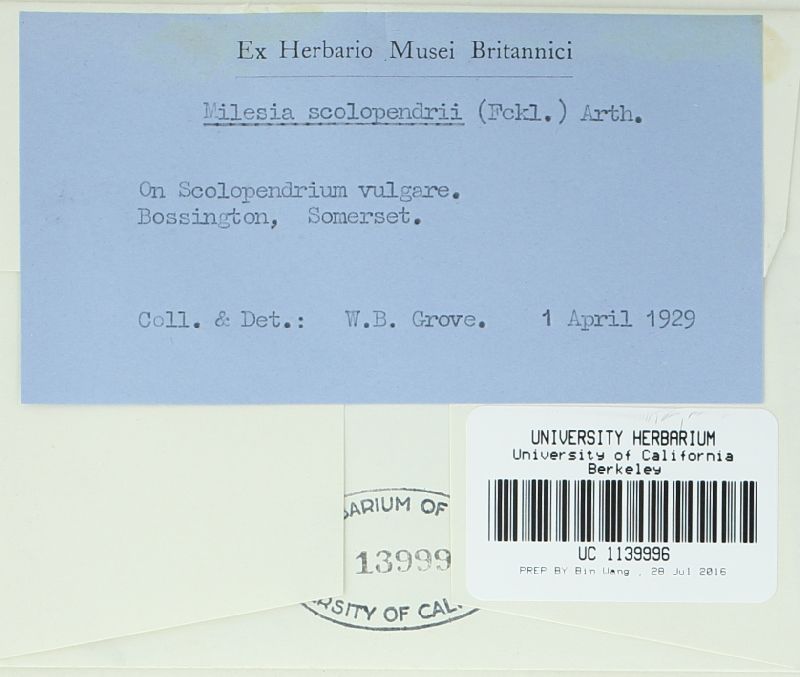 Ex Herbario Musei Britannici
Milesia scolopendrii (Fckl.) Arth.
On Scolopendrium vulgare.
Bossington, Somerset.
Coll. & Det.: W.B. Grove. 1 April 1929
UNIVERSITY HERBARIUM
University of California
Berkeley
UC 1139996
PREP BY Bin Wang , 28 Jul 2016
ARIUM OF
13999
RSITY OF CAL